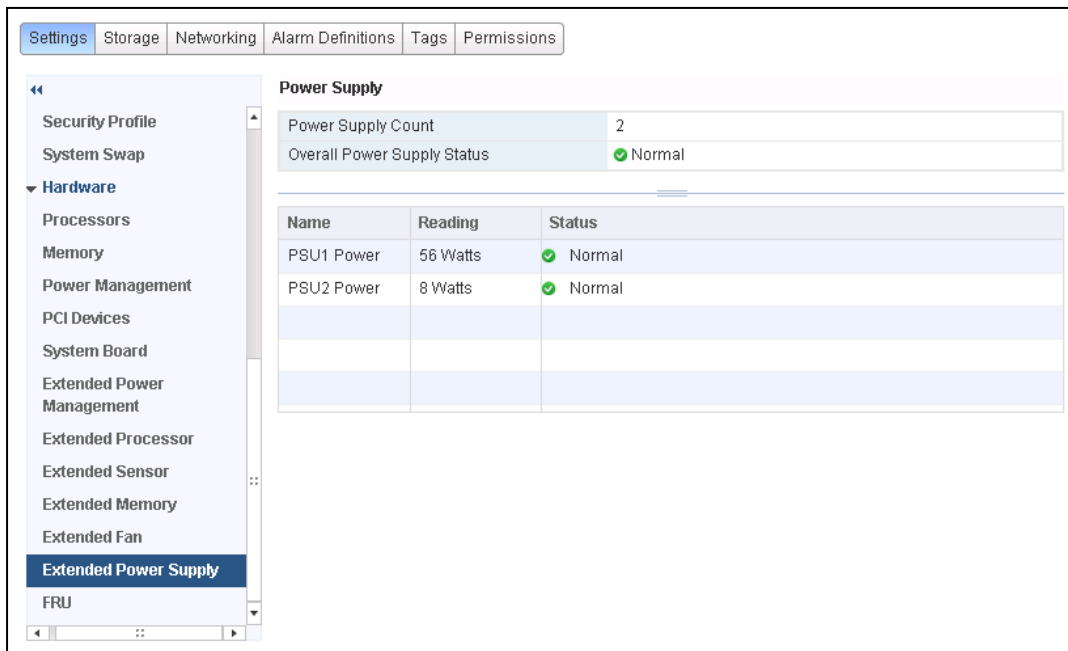 Settings Storage Networking Alarm Definitions Tags Permissions
Security Profile
System Swap
Hardware
Processors
Memory
Power Management
PCI Devices
System Board
Extended Power
Management
Extended Processor
Extended Sensor
Extended Memory
Extended Fan
Extended Power Supply
FRU
Power Supply
Power Supply Count 2
Overall Power Supply Status Normal
Name Reading Status
PSU1 Power 56 Watts Normal
PSU2 Power 8 Watts Normal